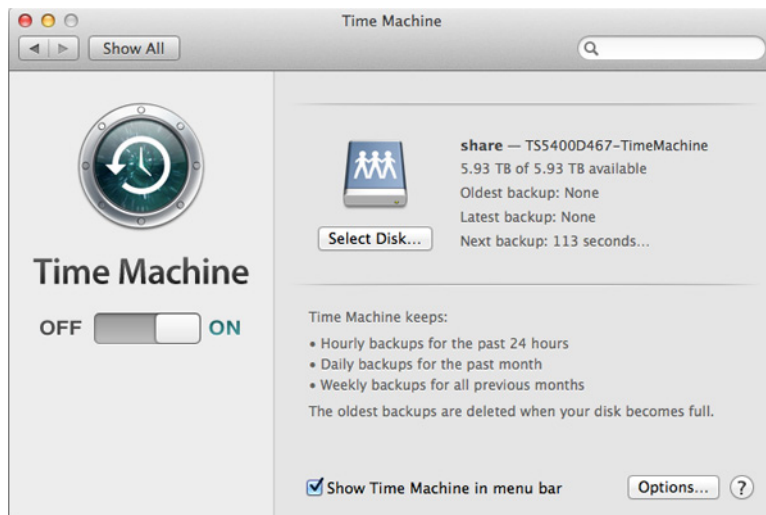 Time Machine
Show All
share — TS5400D467-TimeMachine
5.93 TB of 5.93 TB available
Oldest backup: None
Latest backup: None
Select Disk...
Next backup: 113 seconds...
Time Machine
OFF ON
Time Machine keeps:
• Hourly backups for the past 24 hours
• Daily backups for the past month
• Weekly backups for all previous months
The oldest backups are deleted when your disk becomes full.
Show Time Machine in menu bar
Options...
?